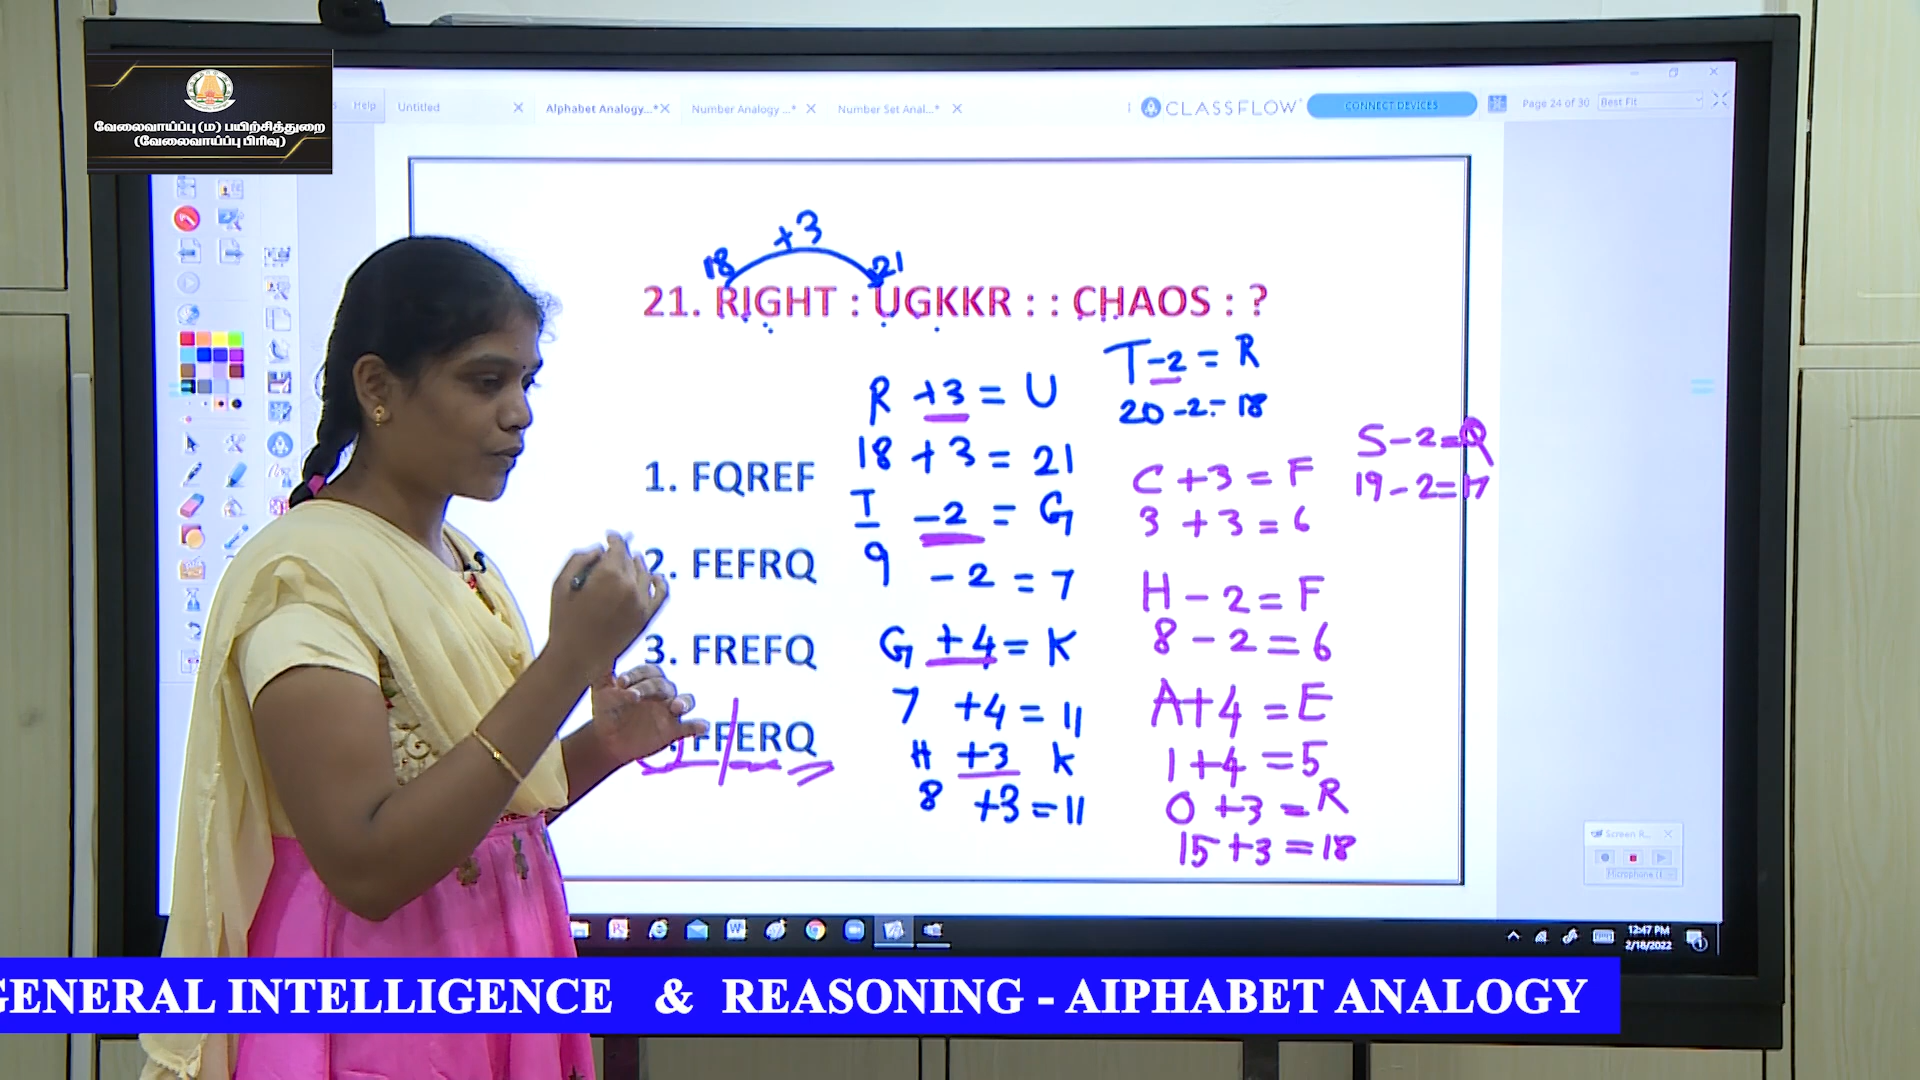 வேலைவாய்ப்பு (ம) பயிற்சித்துறை
(வேலைவாய்ப்பு பிரிவு)
Help
Untitled
Alphabet Analogy...*
Number Analogy ...*
Number Set Anal...*
CLASSFLOW
CONNECT DEVICES
Page 24 of 30
Best Fit
+3
18
21
21. RIGHT : UGKKR : : CHAOS : ?
T-2 = R
20-2=18
R +3 = U
18 +3 = 21
S-2=Q
19-2=17
1. FQREF
C +3 = F
3 +3=6
I -2 = G
9 -2 = 7
2. FEFRQ
H-2=F
8-2=6
3. FREFQ
G +4= K
7 +4=11
A+4 =E
1+4 =5
FFERQ
H +3 K
8 +3=11
O +3=R
15+3=18
Screen R...
Microphone (
12:47 PM
2/18/2022
GENERAL INTELLIGENCE & REASONING - AIPHABET ANALOGY